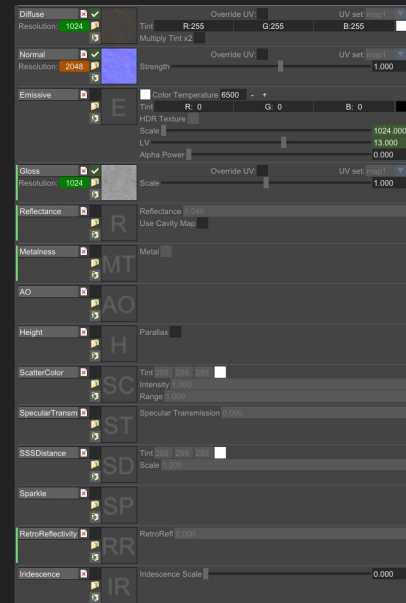 Diffuse Override UV: UV set: map1
Resolution: 1024 Tint R:255 G:255 B:255
Multiply Tint x2
Normal Override UV: UV set: map1
Resolution: 2048 Strength 1.000
Emissive Color Temperature 6500 - +
E
Tint R: 0 G: 0 B: 0
HDR Texture
Scale 1024.000
LV 13.000
Alpha Power 0.000
Gloss Override UV: UV set: map1
Resolution: 1024 Scale 1.000
Reflectance Reflectance 0.040
R
Use Cavity Map
Metalness Metal
MT
AO
AO
Height Parallax
H
ScatterColor Tint 255 255 255
SC
Intensity 1.000
Range 1.000
SpecularTransm Specular Transmission 0.000
ST
SSSDistance Tint 255 255 255
SD
Scale 1.000
Sparkle
SP
RetroReflectivity RetroRefl 0.000
RR
Iridescence Iridescence Scale 0.000
IR